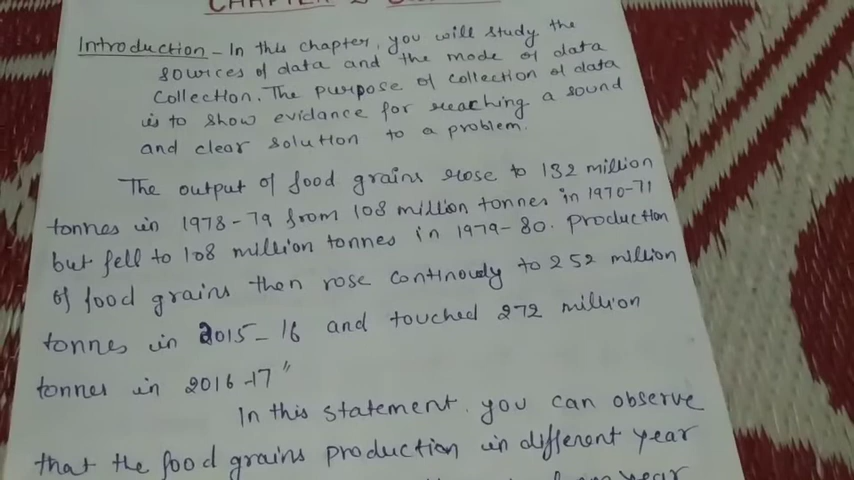 CHAPTER 2
Introduction - In this chapter, you will study the
sources of data and the mode of data
collection. The purpose of collection of data
is to show evidance for reaching a sound
and clear solution to a problem.
The output of food grains rose to 132 million
tonnes in 1978-79 from 108 million tonnes in 1970-71
but fell to 108 million tonnes in 1979-80. Production
of food grains then rose continously to 252 million
tonnes in 2015-16 and touched 272 million
tonnes in 2016-17"
In this statement, you can observe
that the food grains production in different year
year